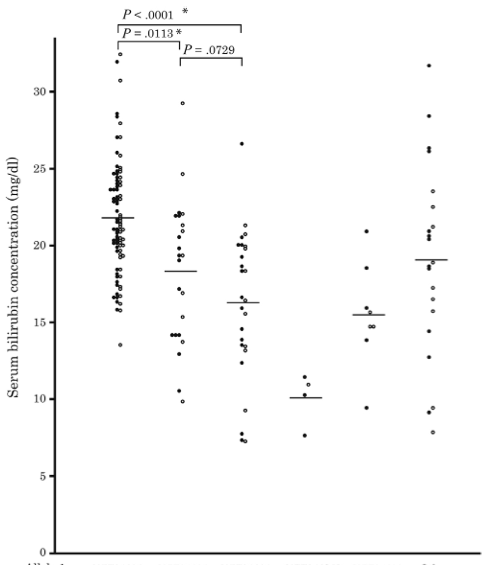 P < .0001 *
P = .0113 *
P = .0729
30
25
20
15
10
5
0
Serum bilirubin concentration (mg/dl)